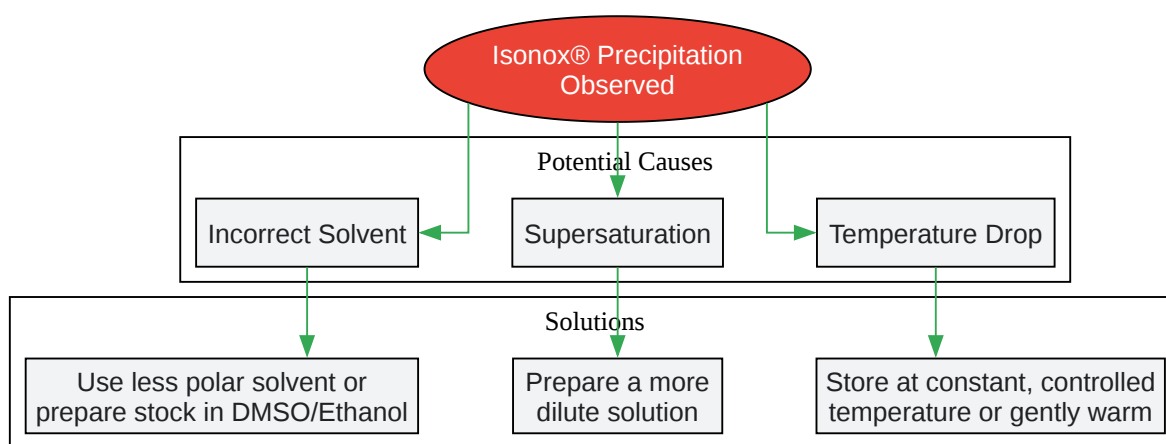 Isonox® Precipitation
Observed
Potential Causes
Incorrect Solvent
Supersaturation
Temperature Drop
Solutions
Use less polar solvent or
prepare stock in DMSO/Ethanol
Prepare a more
dilute solution
Store at constant, controlled
temperature or gently warm